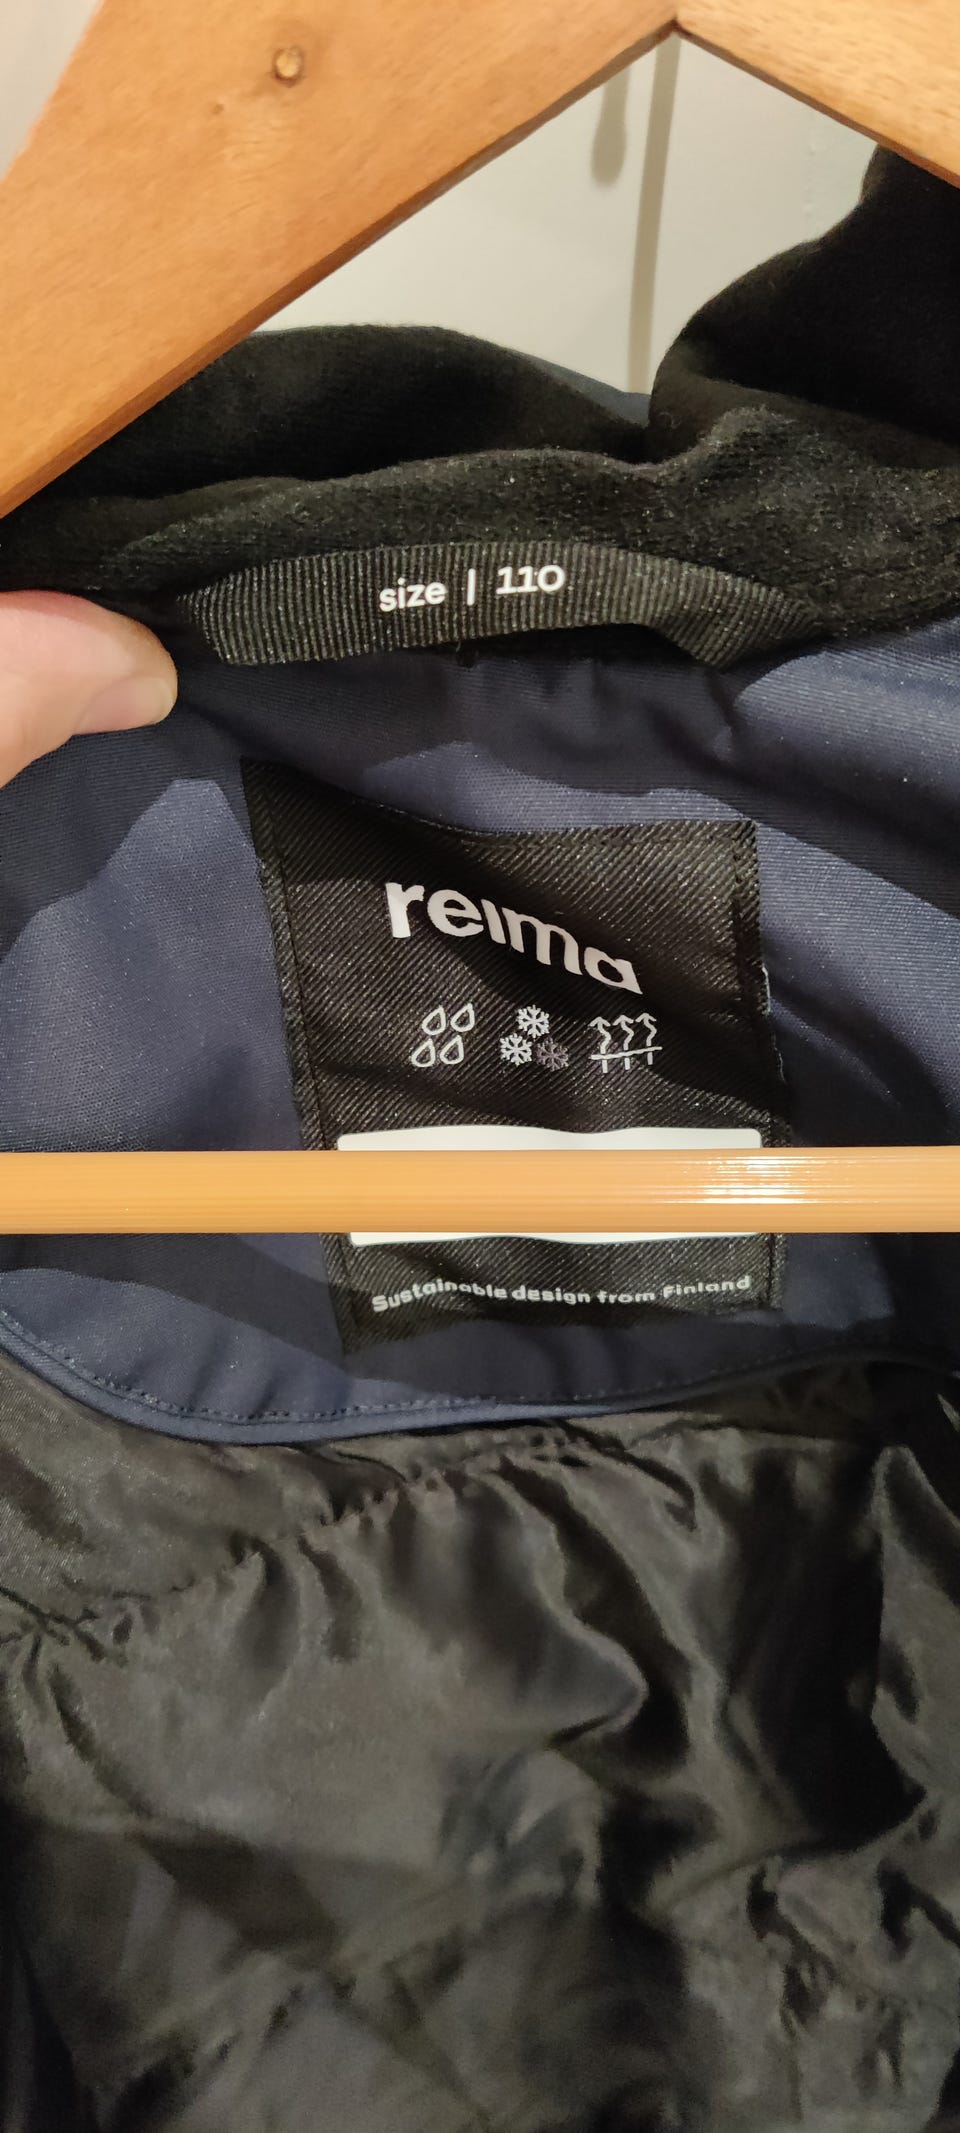 size | 110
reima
Sustainable design from Finland